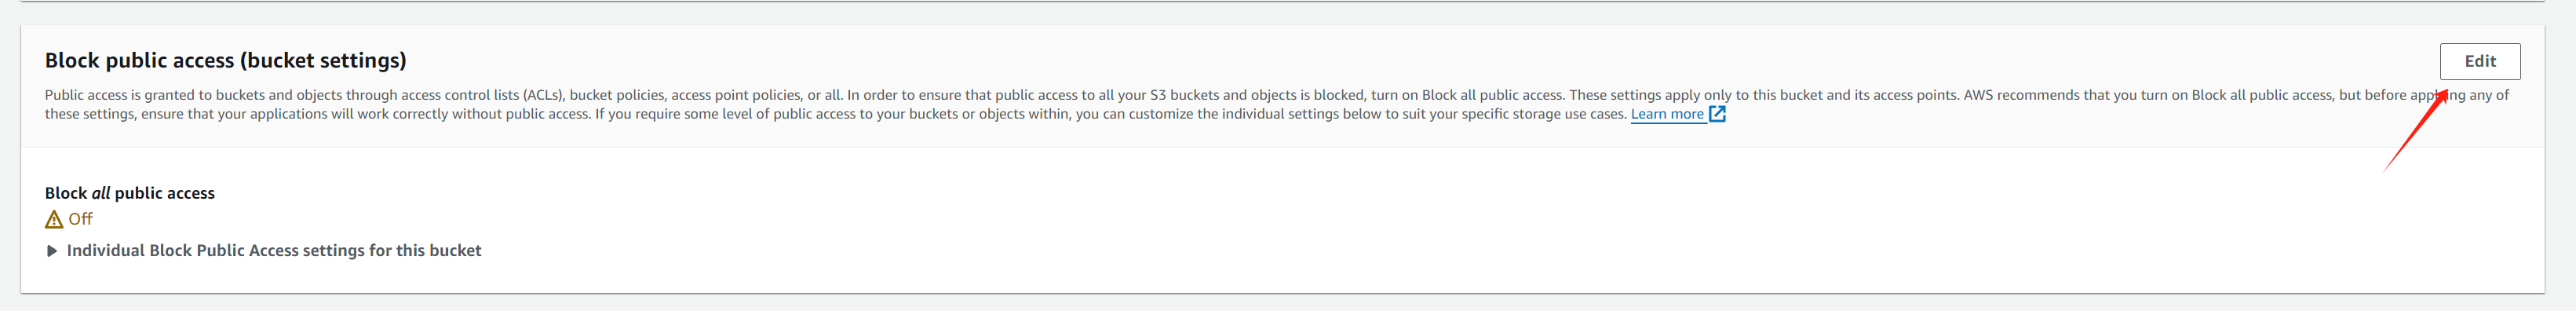 Block public access (bucket settings)
Edit
Public access is granted to buckets and objects through access control lists (ACLs), bucket policies, access point policies, or all. In order to ensure that public access to all your S3 buckets and objects is blocked, turn on Block all public access. These settings apply only to this bucket and its access points. AWS recommends that you turn on Block all public access, but before applying any of
these settings, ensure that your applications will work correctly without public access. If you require some level of public access to your buckets or objects within, you can customize the individual settings below to suit your specific storage use cases. Learn more
Block all public access
Off
Individual Block Public Access settings for this bucket